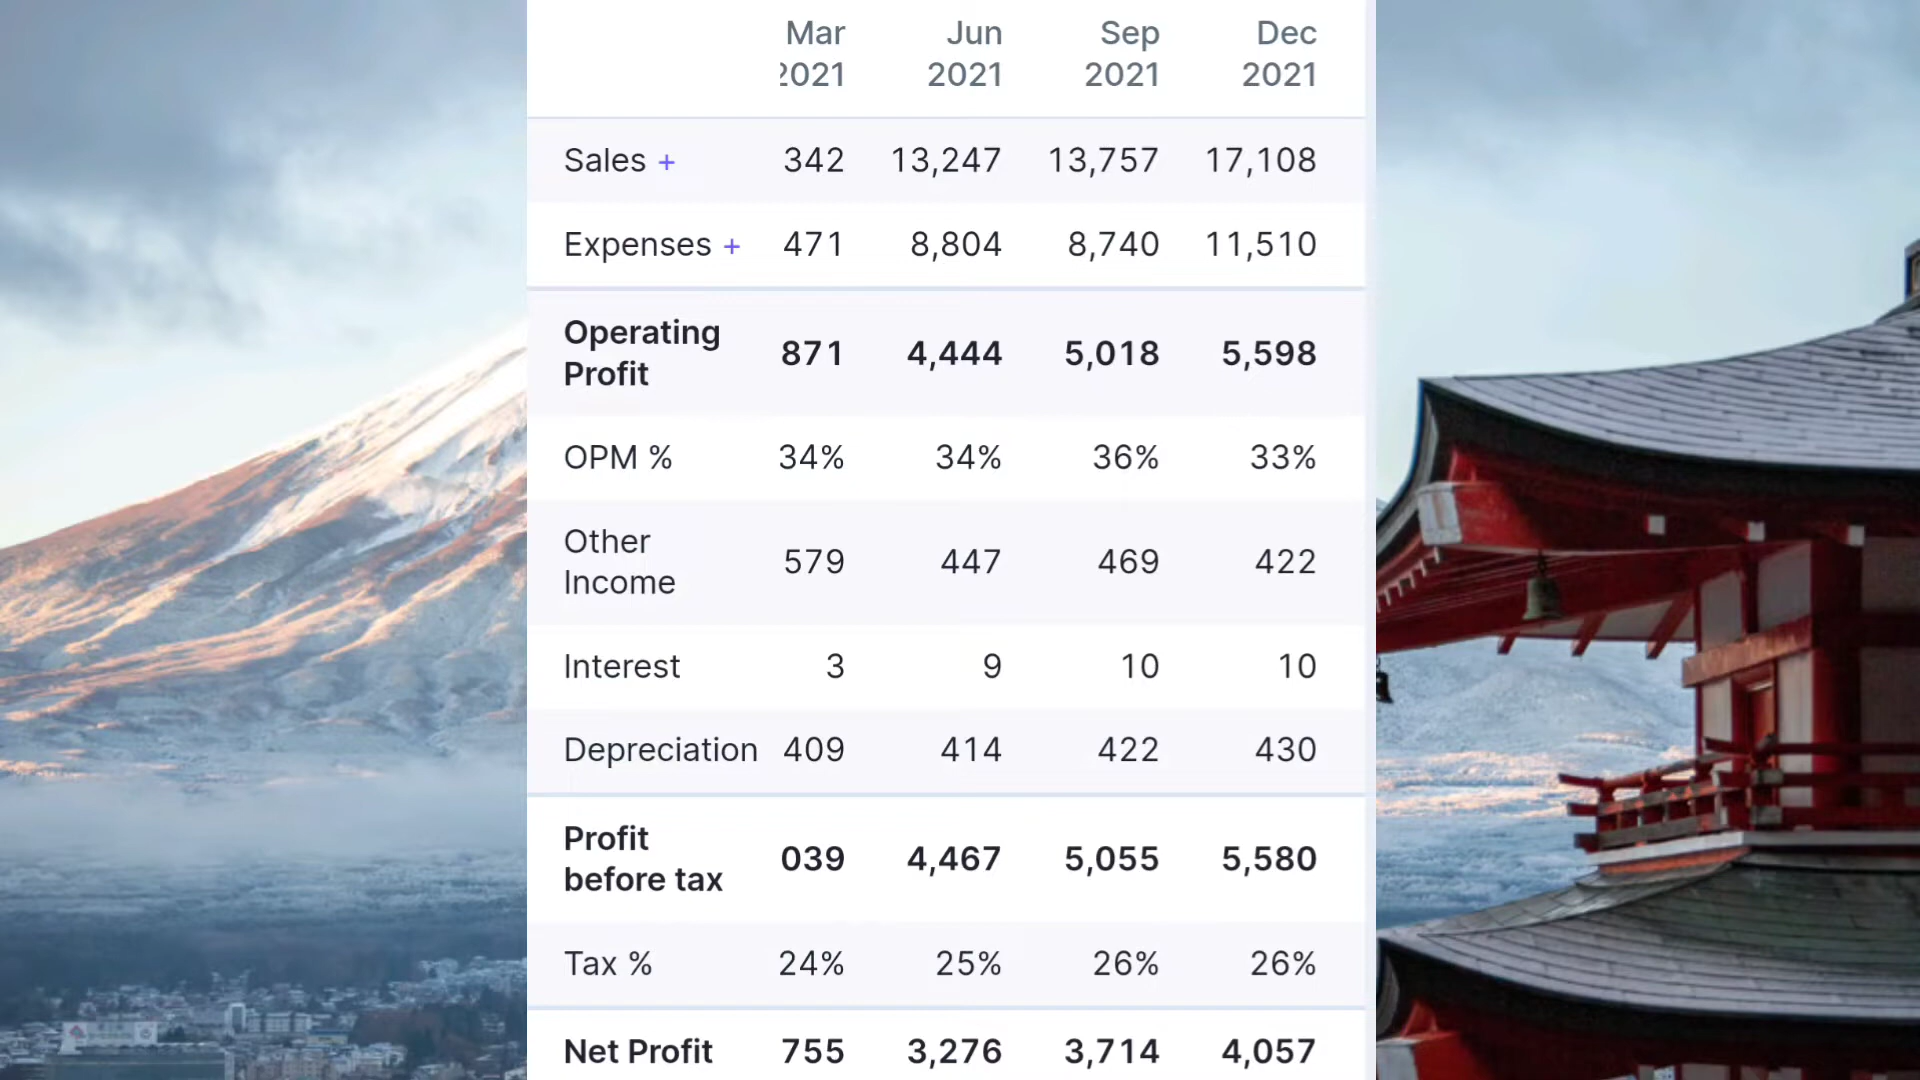 Mar Jun Sep Dec
2021 2021 2021 2021
Sales + 342 13,247 13,757 17,108
Expenses + 471 8,804 8,740 11,510
Operating
Profit 871 4,444 5,018 5,598
OPM % 34% 34% 36% 33%
Other
Income 579 447 469 422
Interest 3 9 10 10
Depreciation 409 414 422 430
Profit
before tax 039 4,467 5,055 5,580
Tax % 24% 25% 26% 26%
Net Profit 755 3,276 3,714 4,057